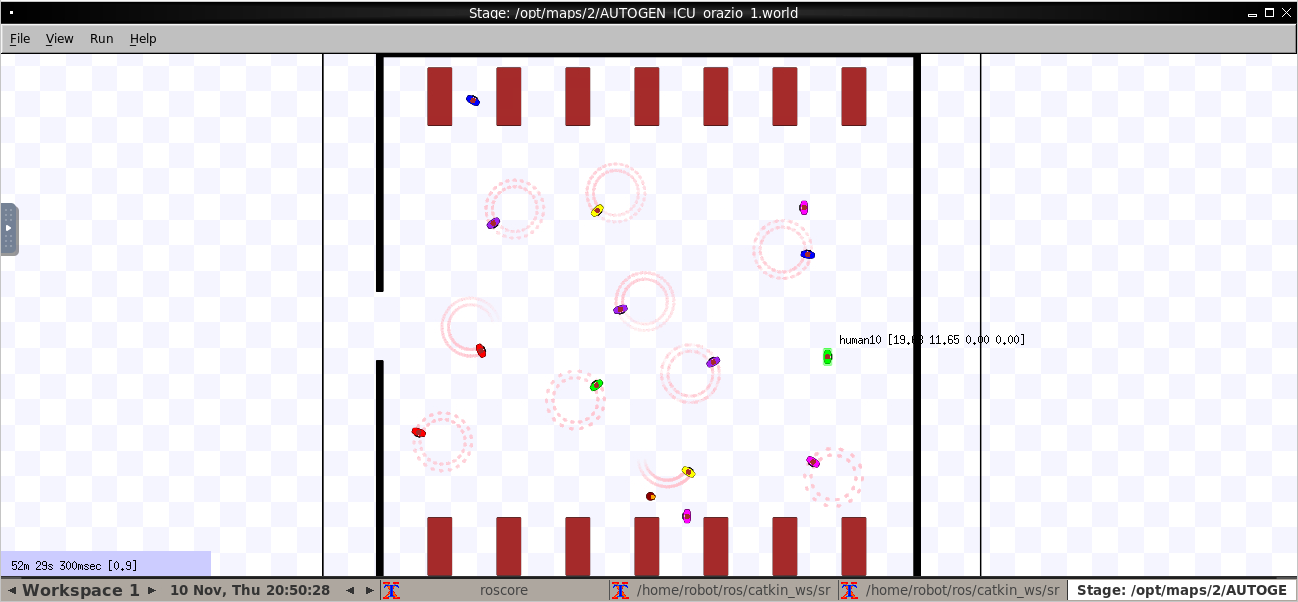 Stage: /opt/maps/2/AUTOGEN_ICU_orazio_1.world
File View Run Help
human10 [19.03 11.65 0.00 0.00]
52m 29s 300msec [0.9]
Workspace 1 10 Nov, Thu 20:50:28 roscore /home/robot/ros/catkin_ws/sr /home/robot/ros/catkin_ws/sr Stage: /opt/maps/2/AUTOGE